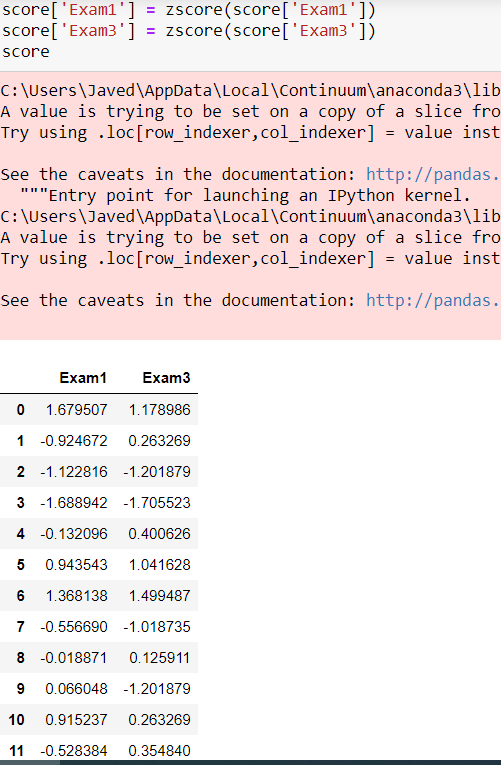 score['Exam1'] = zscore(score['Exam1'])
score['Exam3'] = zscore(score['Exam3'])
score
C:\Users\Javed\AppData\Local\Continuum\anaconda3\lib
A value is trying to be set on a copy of a slice fro
Try using .loc[row_indexer,col_indexer] = value inst
See the caveats in the documentation: http://pandas.
"""Entry point for launching an IPython kernel.
C:\Users\Javed\AppData\Local\Continuum\anaconda3\lib
A value is trying to be set on a copy of a slice fro
Try using .loc[row_indexer,col_indexer] = value inst
See the caveats in the documentation: http://pandas.
Exam1 Exam3
0 1.679507 1.178986
1 -0.924672 0.263269
2 -1.122816 -1.201879
3 -1.688942 -1.705523
4 -0.132096 0.400626
5 0.943543 1.041628
6 1.368138 1.499487
7 -0.556690 -1.018735
8 -0.018871 0.125911
9 0.066048 -1.201879
10 0.915237 0.263269
11 -0.528384 0.354840